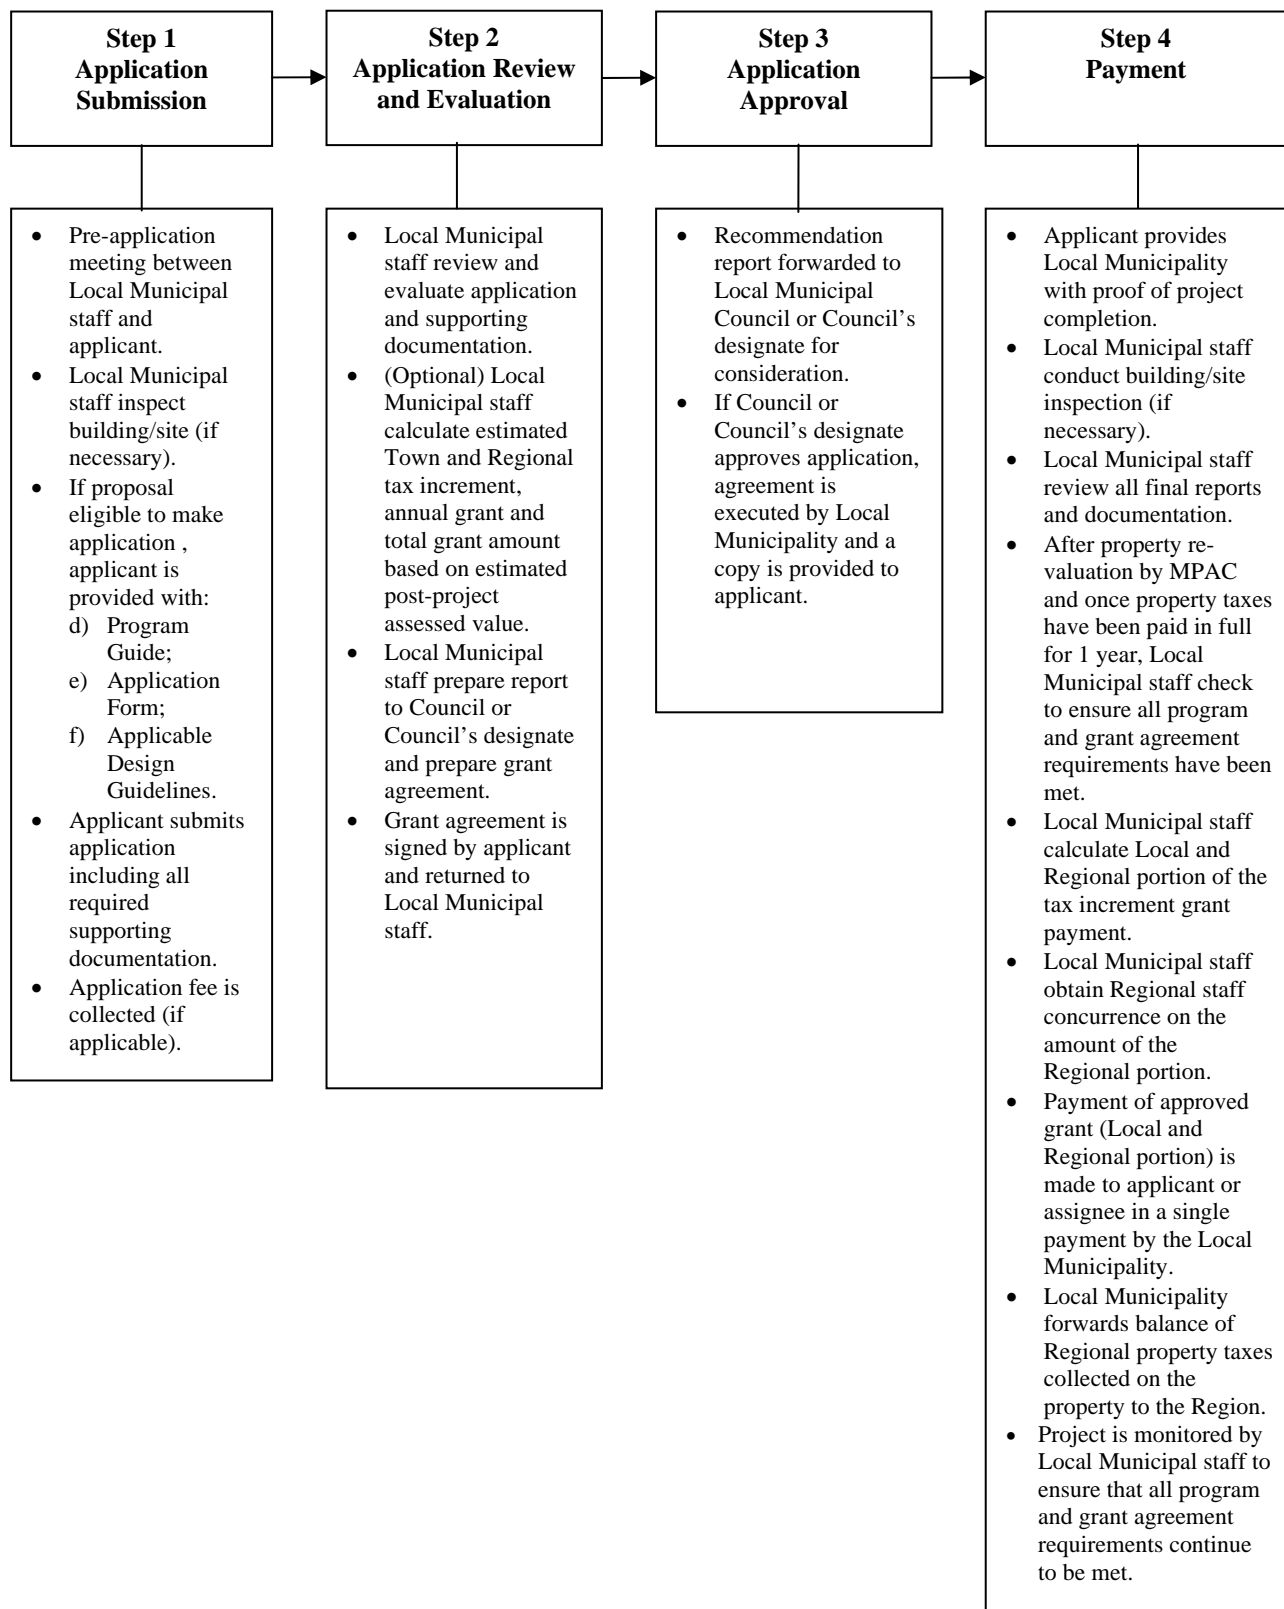 Step 1
Application
Submission
Step 2
Application Review
and Evaluation
Step 3
Application
Approval
Step 4
Payment
• Pre-application
meeting between
Local Municipal
staff and
applicant.
• Local Municipal
staff inspect
building/site (if
necessary).
• If proposal
eligible to make
application ,
applicant is
provided with:
d) Program
Guide;
e) Application
Form;
f) Applicable
Design
Guidelines.
• Applicant submits
application
including all
required
supporting
documentation.
• Application fee is
collected (if
applicable).
• Local Municipal
staff review and
evaluate application
and supporting
documentation.
• (Optional) Local
Municipal staff
calculate estimated
Town and Regional
tax increment,
annual grant and
total grant amount
based on estimated
post-project
assessed value.
• Local Municipal
staff prepare report
to Council or
Council’s designate
and prepare grant
agreement.
• Grant agreement is
signed by applicant
and returned to
Local Municipal
staff.
• Recommendation
report forwarded to
Local Municipal
Council or Council’s
designate for
consideration.
• If Council or
Council’s designate
approves application,
agreement is
executed by Local
Municipality and a
copy is provided to
applicant.
• Applicant provides
Local Municipality
with proof of project
completion.
• Local Municipal staff
conduct building/site
inspection (if
necessary).
• Local Municipal staff
review all final reports
and documentation.
• After property re-
valuation by MPAC
and once property taxes
have been paid in full
for 1 year, Local
Municipal staff check
to ensure all program
and grant agreement
requirements have been
met.
• Local Municipal staff
calculate Local and
Regional portion of the
tax increment grant
payment.
• Local Municipal staff
obtain Regional staff
concurrence on the
amount of the
Regional portion.
• Payment of approved
grant (Local and
Regional portion) is
made to applicant or
assignee in a single
payment by the Local
Municipality.
• Local Municipality
forwards balance of
Regional property taxes
collected on the
property to the Region.
• Project is monitored by
Local Municipal staff to
ensure that all program
and grant agreement
requirements continue
to be met.